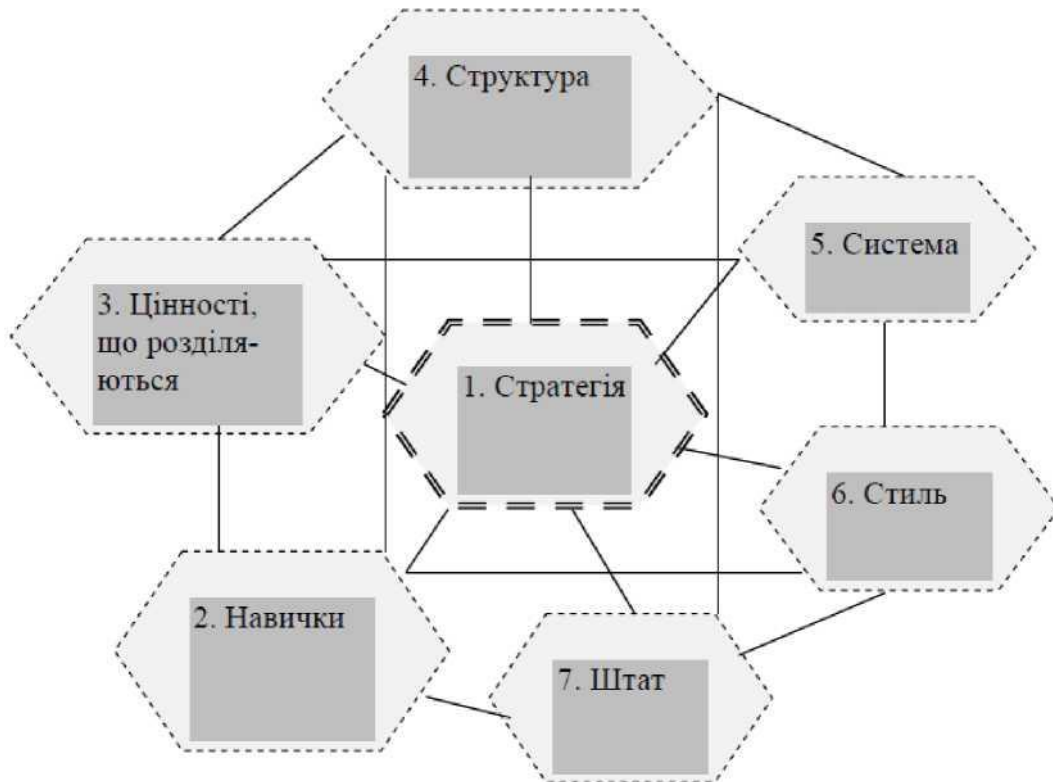 4. Структура
5. Система
3. Цінності,
що розділя-
ються
1. Стратегія
6. Стиль
2. Навички
7. Штат